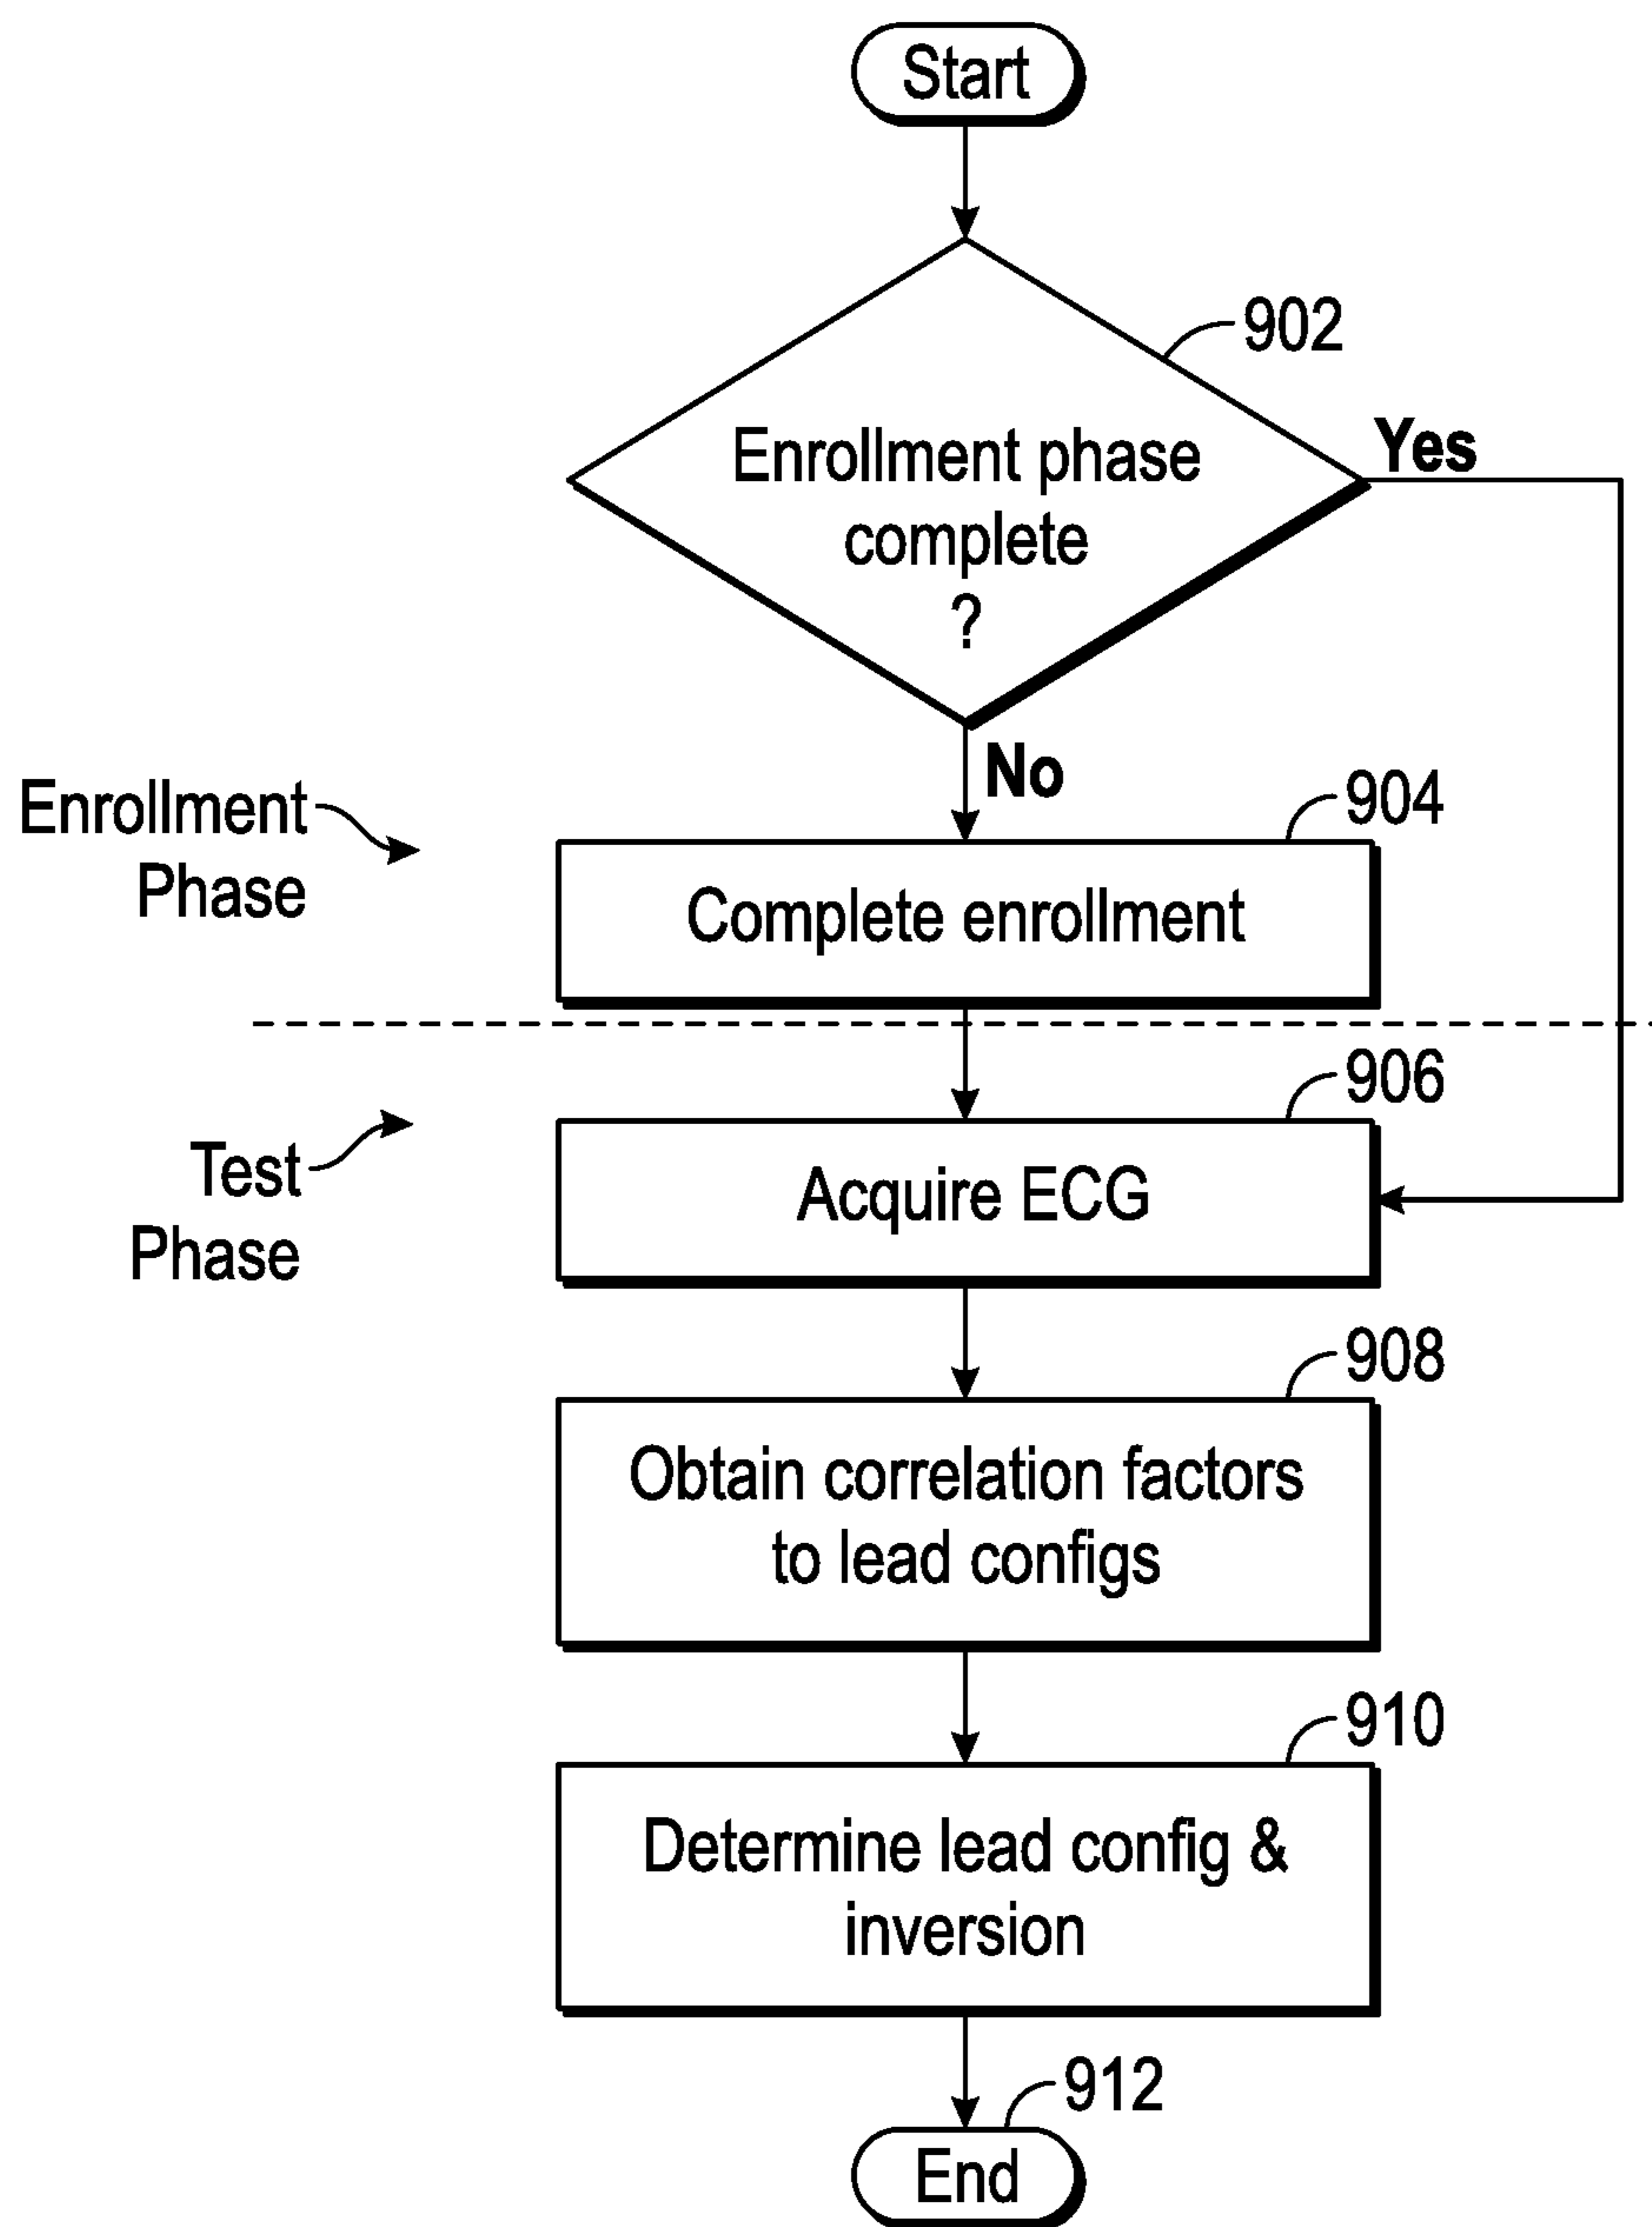 Start
902
Enrollment phase
complete
?
Yes
No
Enrollment
Phase
904
Complete enrollment
906
Test
Phase
Acquire ECG
908
Obtain correlation factors
to lead configs
910
Determine lead config &
inversion
912
End